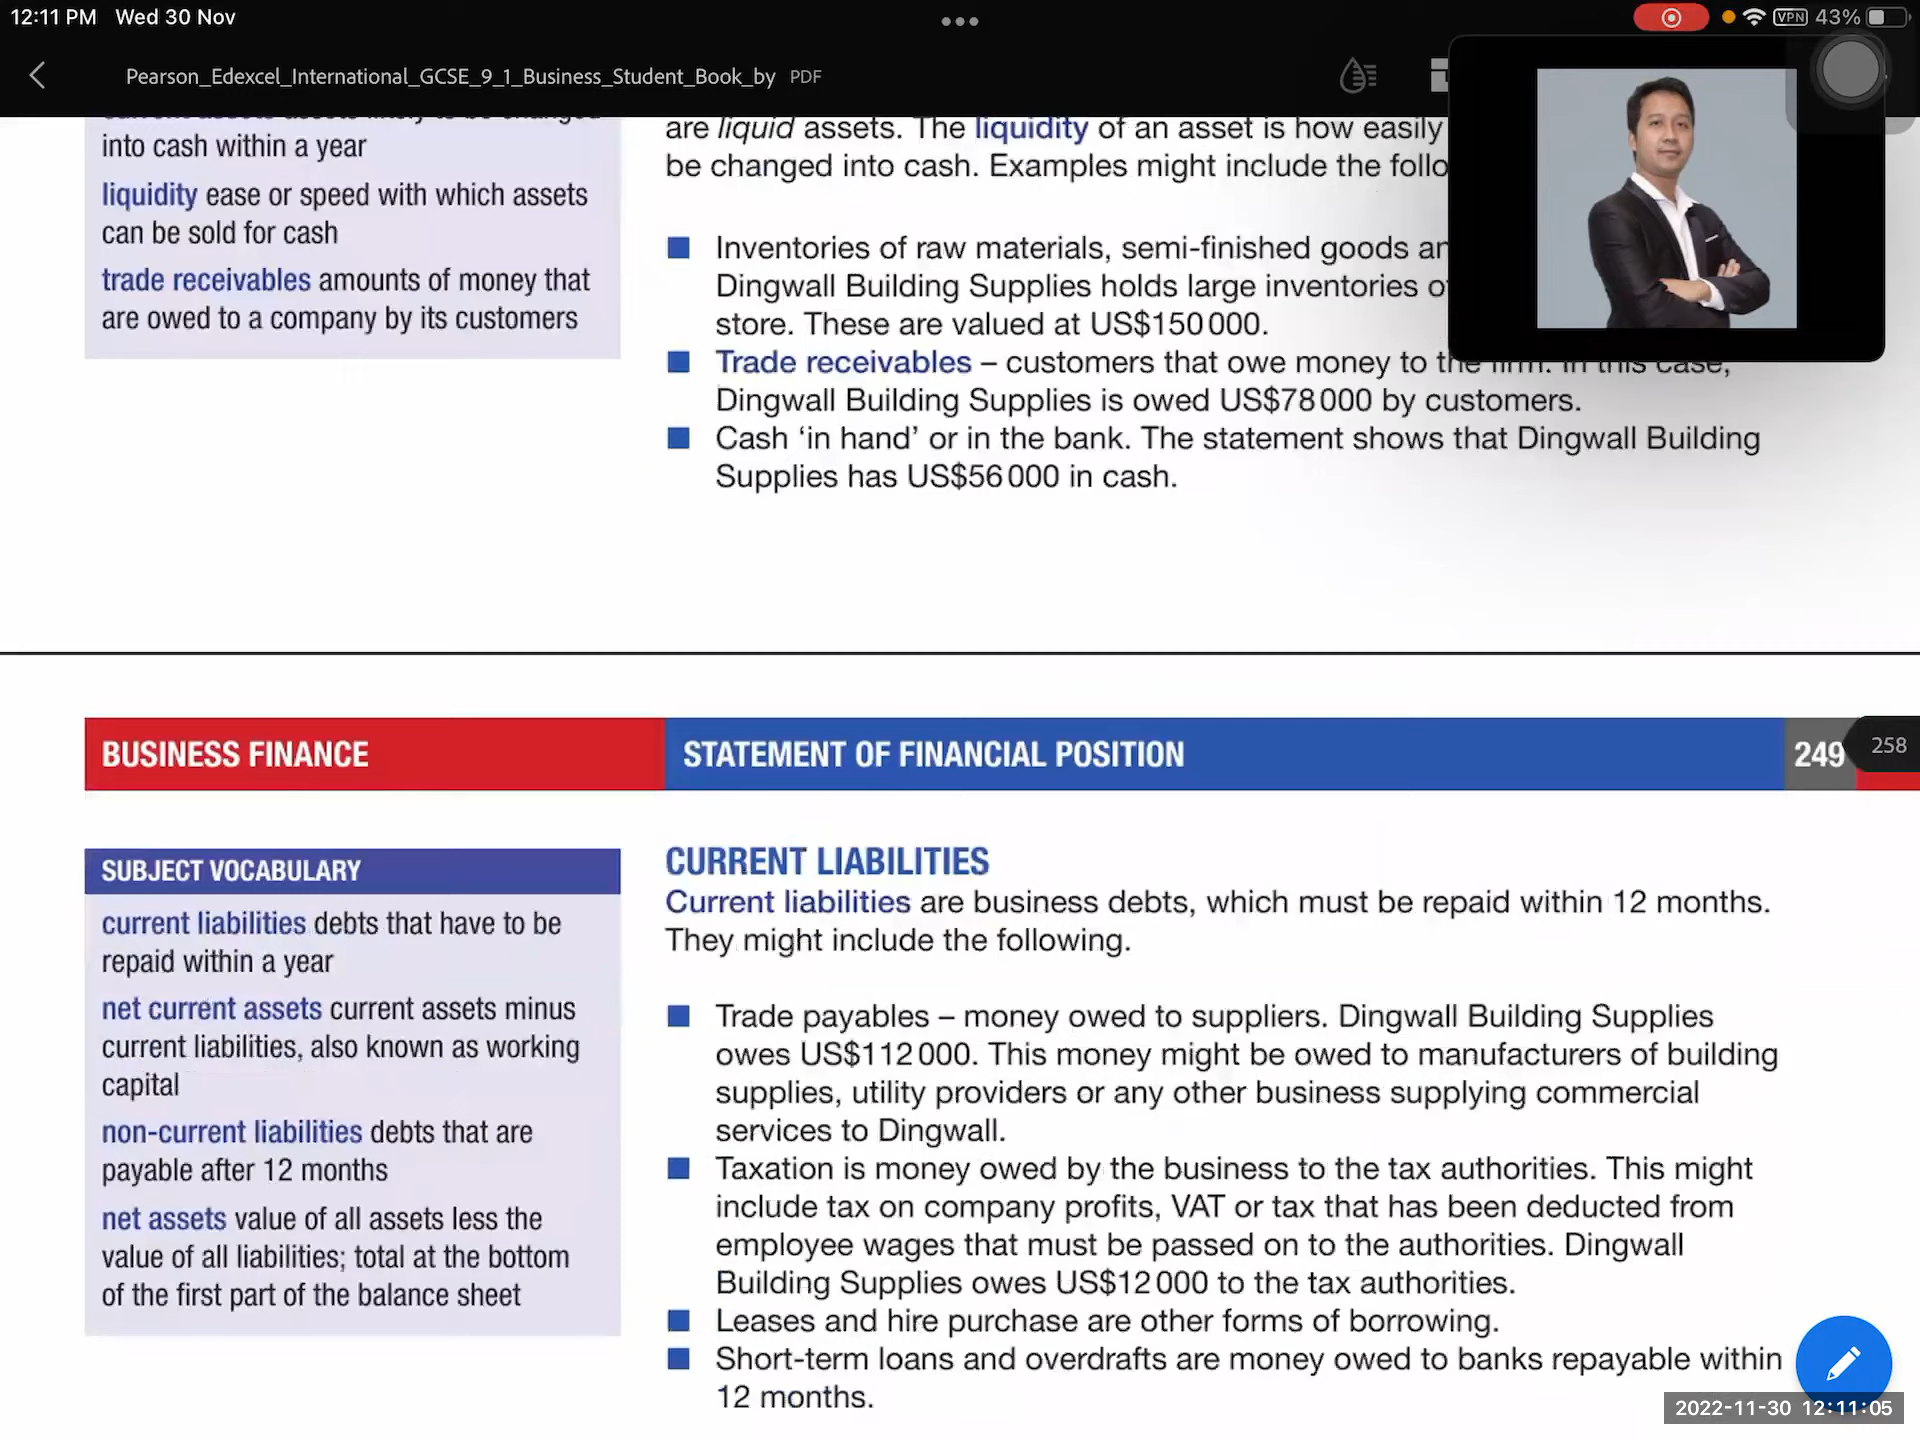 12:11 PM Wed 30 Nov
VPN 43%
Pearson_Edexcel_International_GCSE_9_1_Business_Student_Book_by PDF
into cash within a year
liquidity ease or speed with which assets
can be sold for cash
trade receivables amounts of money that
are owed to a company by its customers
are liquid assets. The liquidity of an asset is how easily
be changed into cash. Examples might include the follo
Inventories of raw materials, semi-finished goods an
Dingwall Building Supplies holds large inventories o
store. These are valued at US$150 000.
Trade receivables – customers that owe money to the firm. In this case,
Dingwall Building Supplies is owed US$78 000 by customers.
Cash ‘in hand’ or in the bank. The statement shows that Dingwall Building
Supplies has US$56 000 in cash.
BUSINESS FINANCE
STATEMENT OF FINANCIAL POSITION
249
258
SUBJECT VOCABULARY
current liabilities debts that have to be
repaid within a year
net current assets current assets minus
current liabilities, also known as working
capital
non-current liabilities debts that are
payable after 12 months
net assets value of all assets less the
value of all liabilities; total at the bottom
of the first part of the balance sheet
CURRENT LIABILITIES
Current liabilities are business debts, which must be repaid within 12 months.
They might include the following.
Trade payables – money owed to suppliers. Dingwall Building Supplies
owes US$112 000. This money might be owed to manufacturers of building
supplies, utility providers or any other business supplying commercial
services to Dingwall.
Taxation is money owed by the business to the tax authorities. This might
include tax on company profits, VAT or tax that has been deducted from
employee wages that must be passed on to the authorities. Dingwall
Building Supplies owes US$12 000 to the tax authorities.
Leases and hire purchase are other forms of borrowing.
Short-term loans and overdrafts are money owed to banks repayable within
12 months.
2022-11-30 12:11:05